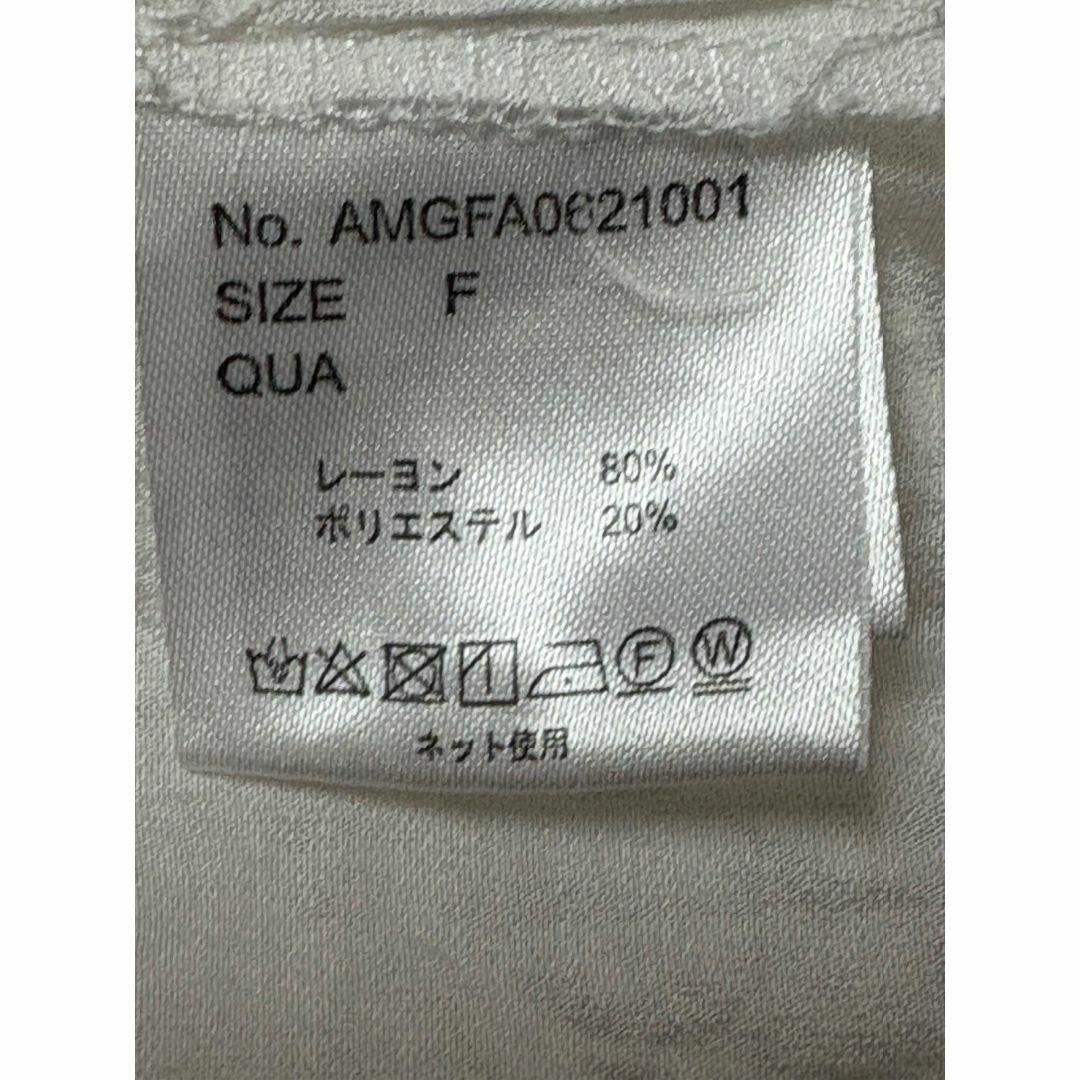 No. AMGFA0621001
SIZE F
QUA
レーヨン 80%
ポリエステル 20%
F W
ネット使用